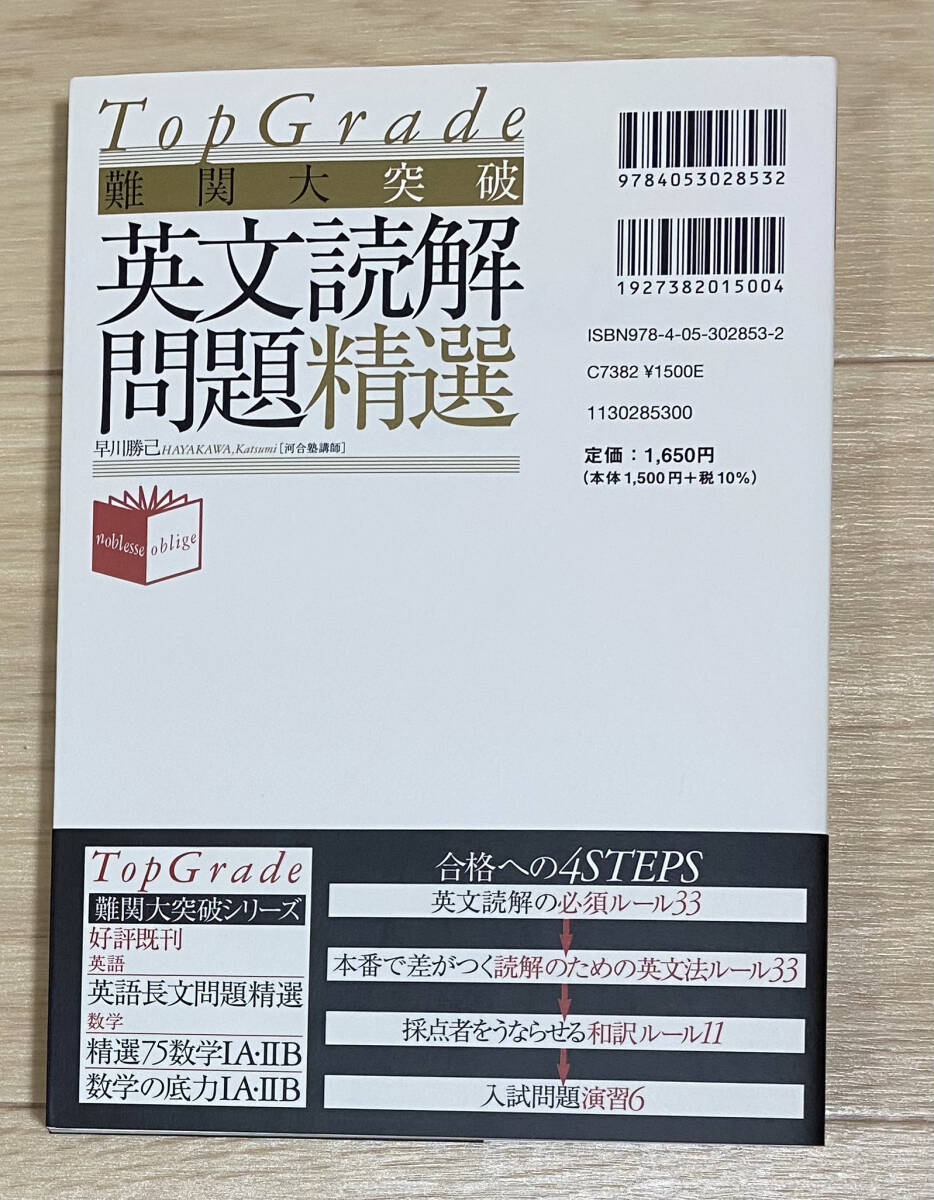 TopGrade
難関大突破
英文読解
問題精選
早川勝己HAYAKAWA,Katsumi[河合塾講師]
noblesse oblige
9784053028532
1927382015004
ISBN978-4-05-302853-2
C7382 ¥1500E
1130285300
定価：1,650円
(本体1,500円+税10%)
TopGrade
難関大突破シリーズ
好評既刊
英語
英語長文問題精選
数学
精選75数学IA・IIB
数学の底力IA・IIB
合格への4STEPS
英文読解の必須ルール33
本番で差がつく読解のための英文法ルール33
採点者をうならせる和訳ルール11
入試問題演習6